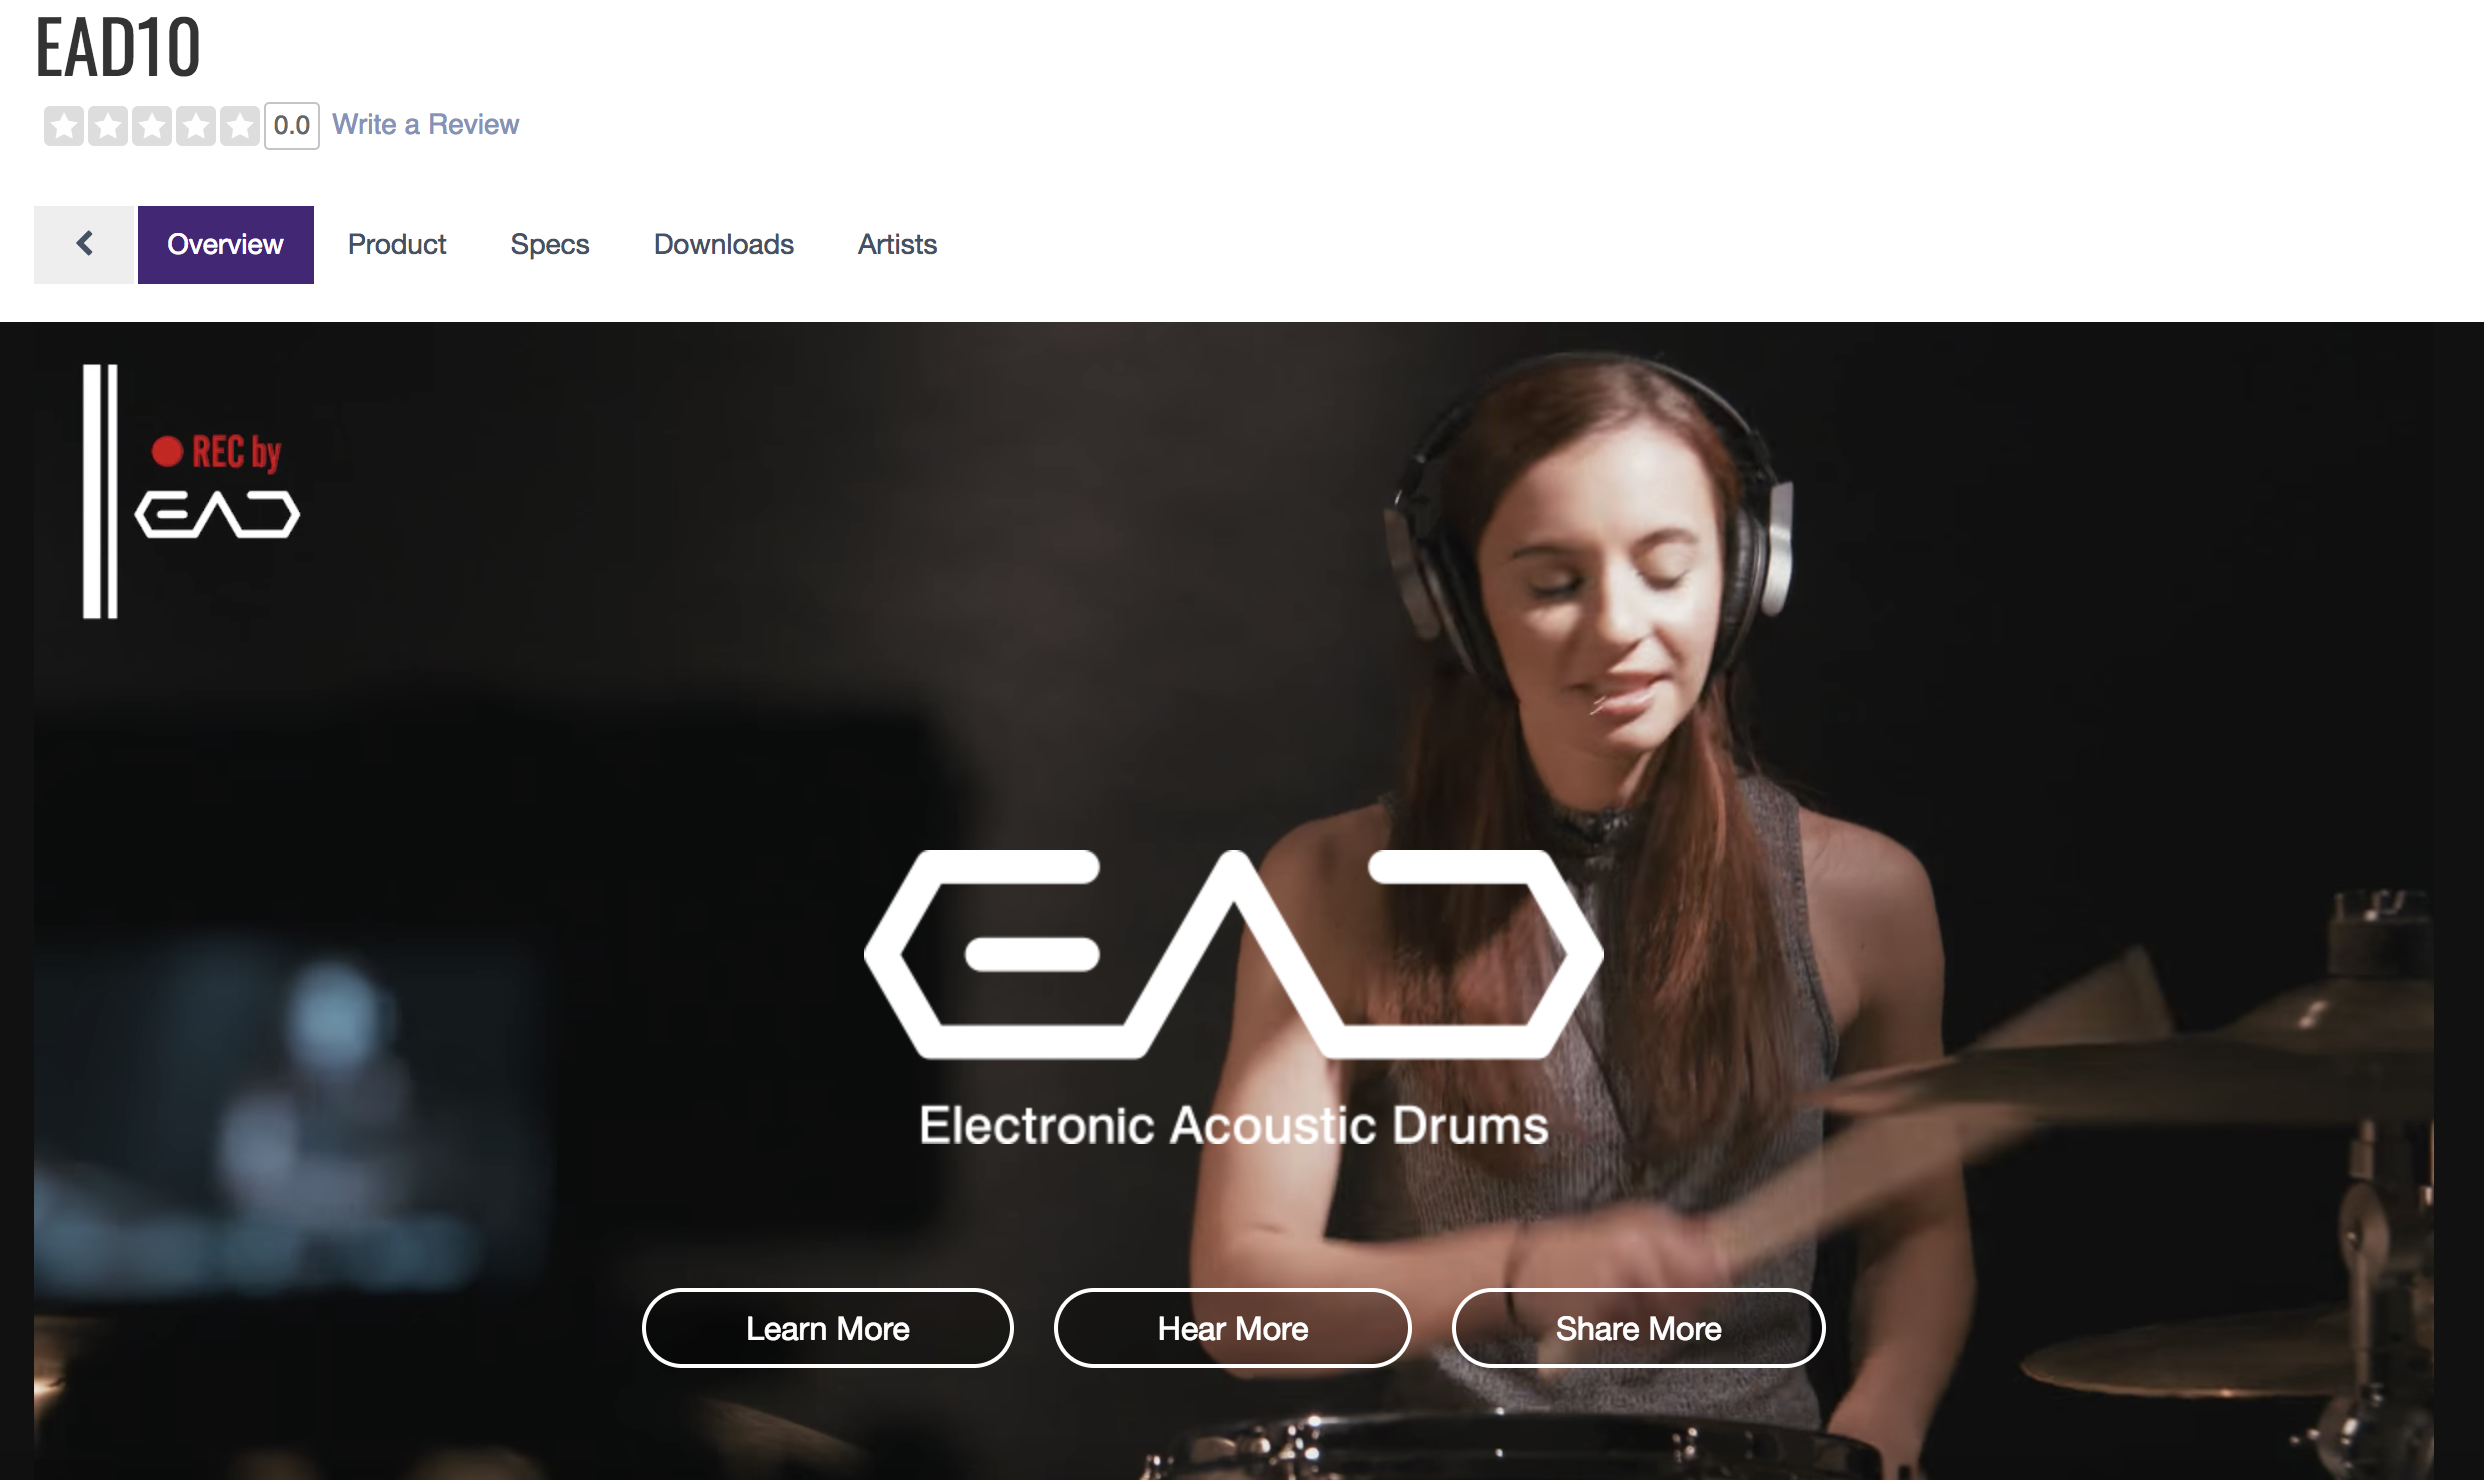 EAD10
0.0 Write a Review
Overview Product Specs Downloads Artists
REC by
EAD
EAD
Electronic Acoustic Drums
Learn More Hear More Share More